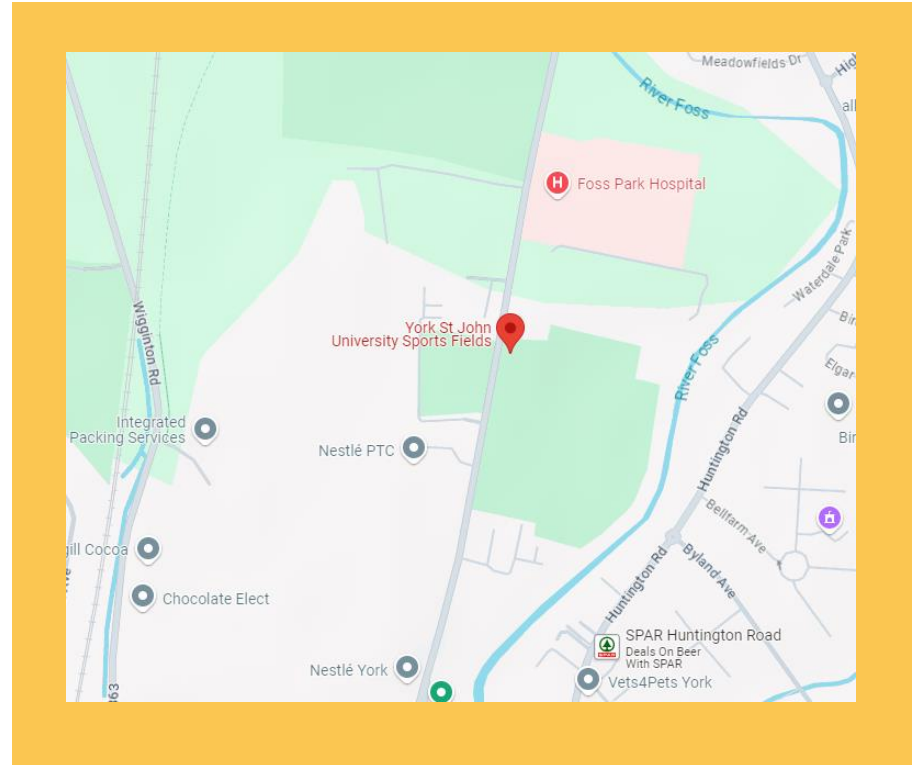 Meadowfields Dr
River Foss
Foss Park Hospital
H
Waterdale Park
Wigginton Rd
York St John
University Sports Fields
River Foss
Integrated
Packing Services
Nestlé PTC
Huntington Rd
Bellfarm Ave
Byland Ave
Chocolate Elect
Huntington Rd
SPAR Huntington Road
Deals On Beer
With SPAR
SPAR
Nestlé York
Vets4Pets York